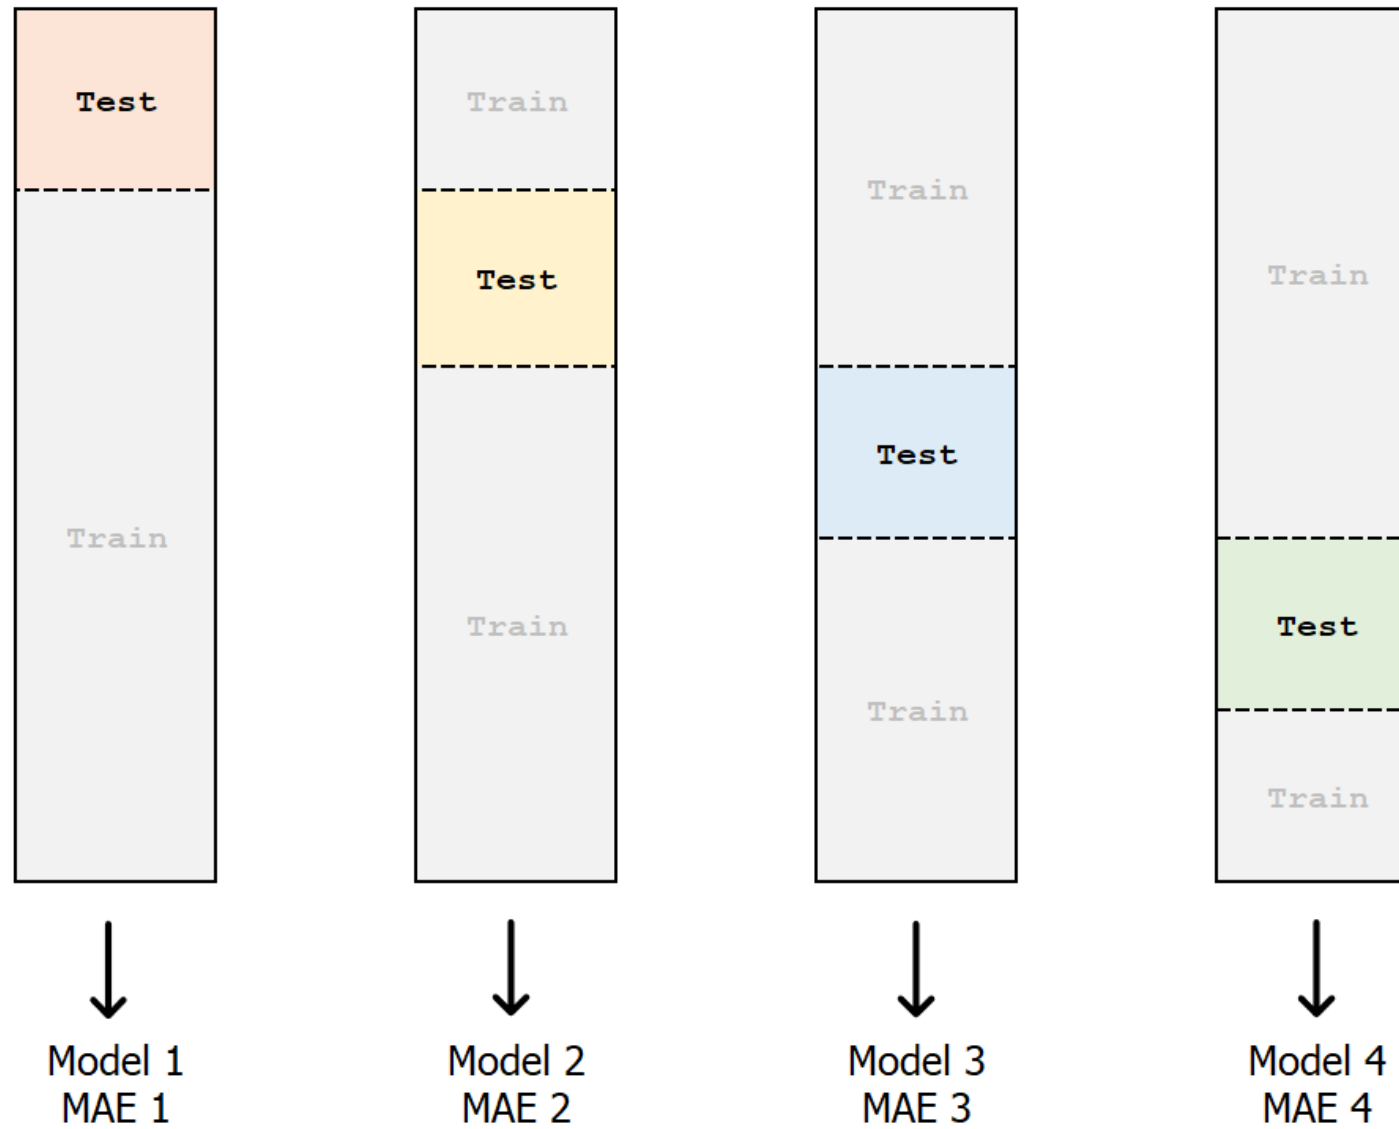 Test
Train
Model 1
MAE 1
Train
Test
Train
Model 2
MAE 2
Train
Test
Train
Model 3
MAE 3
Train
Test
Train
Model 4
MAE 4